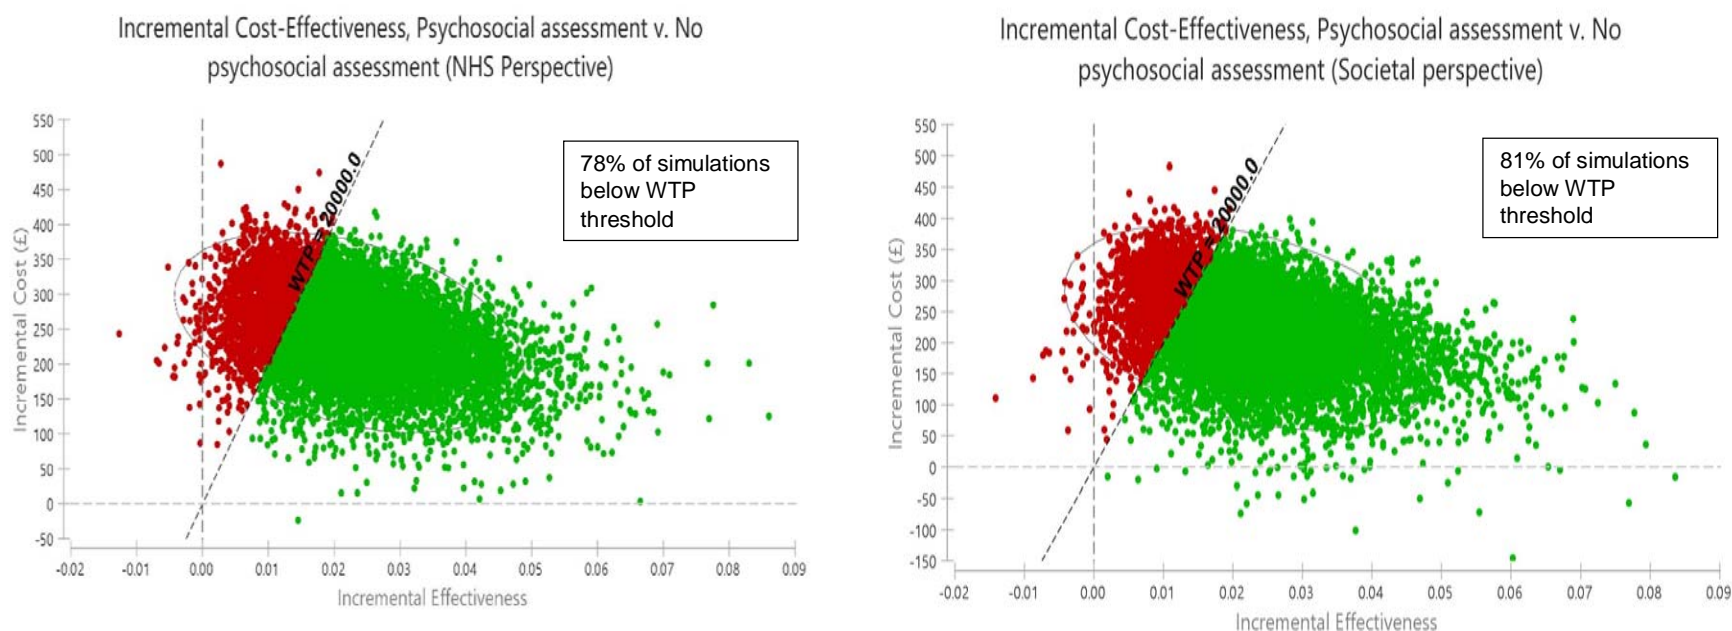 Incremental Cost-Effectiveness, Psychosocial assessment v. No
psychosocial assessment (NHS Perspective)
550
500
450
400
350
300
250
200
150
100
50
0
-50
Incremental Cost (£)
WTP = 20000.0
78% of simulations
below WTP
threshold
-0.02 -0.01 0.00 0.01 0.02 0.03 0.04 0.05 0.06 0.07 0.08 0.09
Incremental Effectiveness
Incremental Cost-Effectiveness, Psychosocial assessment v. No
psychosocial assessment (Societal perspective)
550
500
450
400
350
300
250
200
150
100
50
0
-50
-100
-150
Incremental Cost (£)
WTP = 20000.0
81% of simulations
below WTP
threshold
-0.02 -0.01 0.00 0.01 0.02 0.03 0.04 0.05 0.06 0.07 0.08 0.09
Incremental Effectiveness